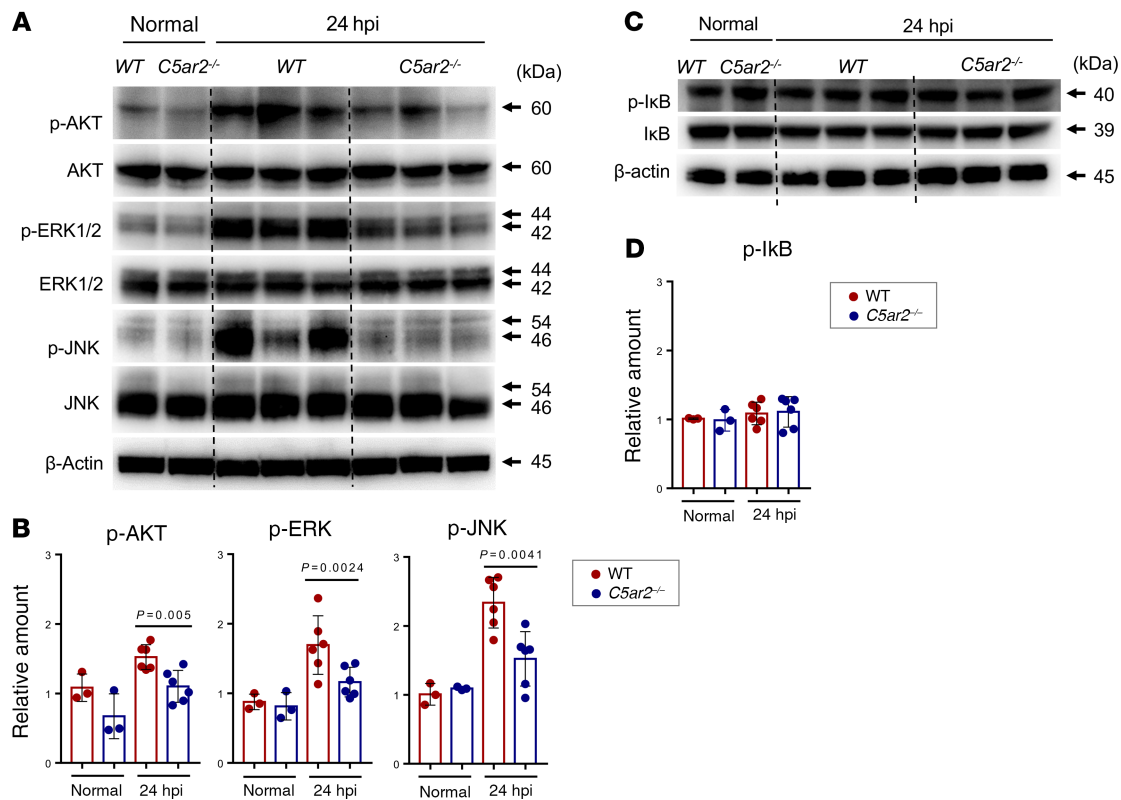 A
Normal 24 hpi
WT C5ar2-/- WT C5ar2-/- (kDa)
p-AKT 60
AKT 60
p-ERK1/2 44
42
ERK1/2 44
42
p-JNK 54
46
JNK 54
46
β-Actin 45
C
Normal 24 hpi
WT C5ar2-/- WT C5ar2-/- (kDa)
p-IκB 40
IκB 39
β-actin 45
D
p-IkB
Relative amount
3
2
1
0
Normal 24 hpi
WT
C5ar2-/-
B
p-AKT
Relative amount
3
2
1
0
P=0.005
Normal 24 hpi
p-ERK
3
2
1
0
P=0.0024
Normal 24 hpi
p-JNK
3
2
1
0
P=0.0041
Normal 24 hpi
WT
C5ar2-/-